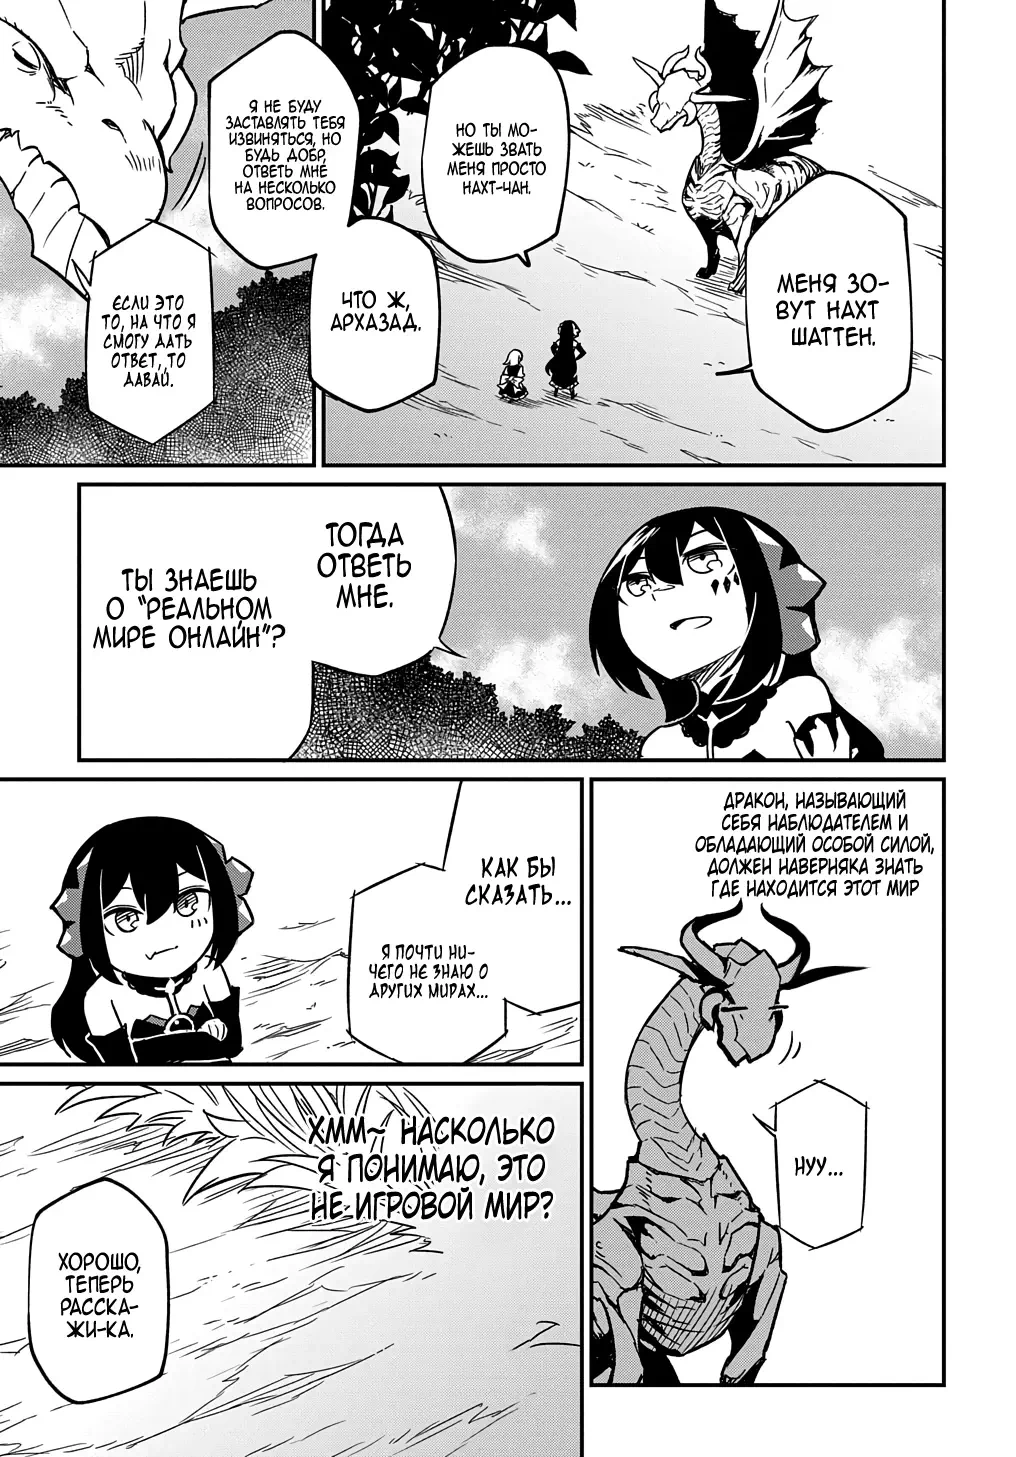 МЕНЯ ЗО-
ВУТ НАХТ
ШАТТЕН.
НО ТЫ МО-
ЖЕШЬ ЗВАТЬ
МЕНЯ ПРОСТО
НАХТ-ЧАН.
ЧТО Ж,
АРХАЗАД.
Я НЕ БУДУ
ЗАСТАВЛЯТЬ ТЕБЯ
ИЗВИНЯТЬСЯ, НО
БУДЬ ДОБР,
ОТВЕТЬ МНЕ
НА НЕСКОЛЬКО
ВОПРОСОВ.
ЕСЛИ ЭТО
ТО, НА ЧТО Я
СМОГУ ДАТЬ
ОТВЕТ, ТО
ДАВАЙ.
ТОГДА
ОТВЕТЬ
МНЕ.
ТЫ ЗНАЕШЬ
О "РЕАЛЬНОМ
МИРЕ ОНЛАЙН"?
ДРАКОН, НАЗЫВАЮЩИЙ
СЕБЯ НАБЛЮДАТЕЛЕМ И
ОБЛАДАЮЩИЙ ОСОБОЙ СИЛОЙ,
ДОЛЖЕН НАВЕРНЯКА ЗНАТЬ
ГДЕ НАХОДИТСЯ ЭТОТ МИР
НУУ...
КАК БЫ
СКАЗАТЬ...
Я ПОЧТИ НИ-
ЧЕГО НЕ ЗНАЮ О
ДРУГИХ МИРАХ...
ХММ~ НАСКОЛЬКО
Я ПОНИМАЮ, ЭТО
НЕ ИГРОВОЙ МИР?
ХОРОШО,
ТЕПЕРЬ
РАССКА-
ЖИ-КА.